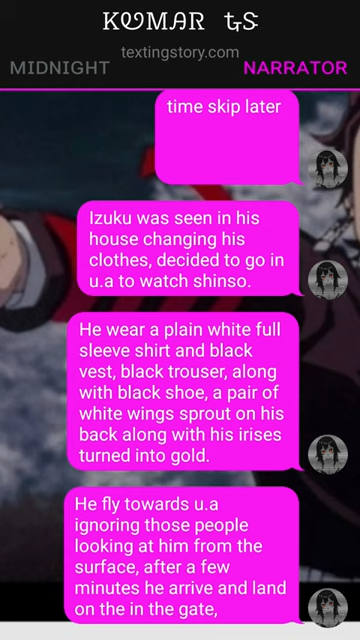 KUMAR ts
textingstory.com
MIDNIGHT NARRATOR
time skip later
Izuku was seen in his
house changing his
clothes, decided to go in
u.a to watch shinso.
He wear a plain white full
sleeve shirt and black
vest, black trouser, along
with black shoe, a pair of
white wings sprout on his
back along with his irises
turned into gold.
He fly towards u.a
ignoring those people
looking at him from the
surface, after a few
minutes he arrive and land
on the in the gate,